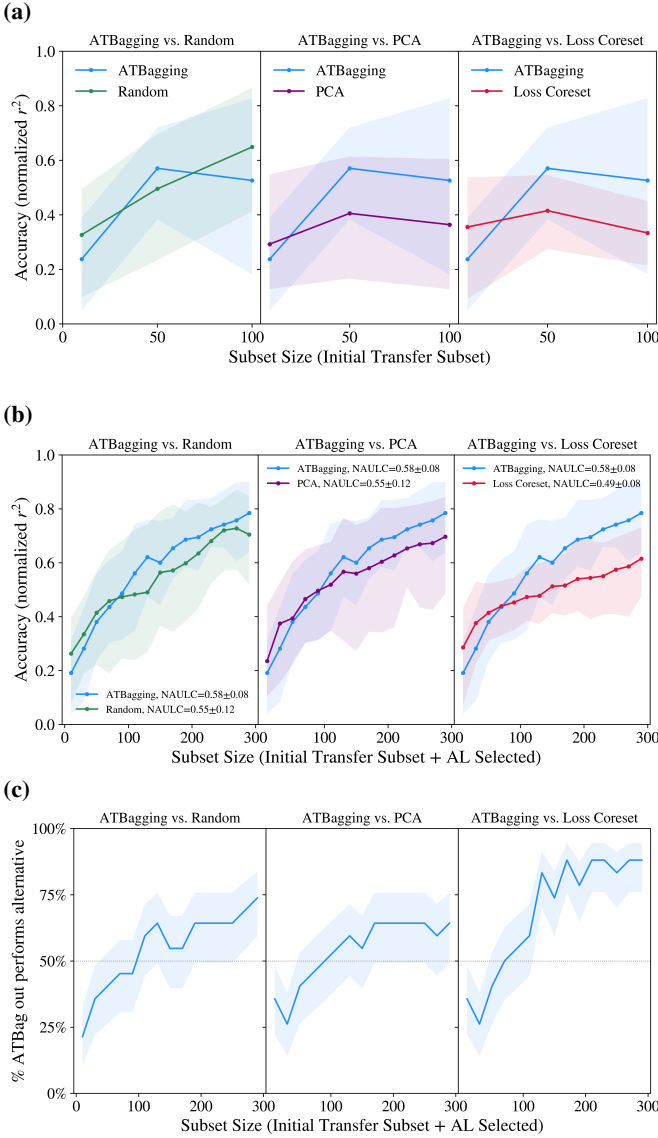 (a)
ATBagging vs. Random ATBagging vs. PCA ATBagging vs. Loss Coreset
1.0
0.8
0.6
0.4
0.2
0.0
Accuracy (normalized r²)
ATBagging
Random
ATBagging
PCA
ATBagging
Loss Coreset
0 50 100 50 100 50 100
Subset Size (Initial Transfer Subset)
(b)
ATBagging vs. Random ATBagging vs. PCA ATBagging vs. Loss Coreset
1.0
0.8
0.6
0.4
0.2
0.0
Accuracy (normalized r²)
ATBagging, NAULC=0.58±0.08
Random, NAULC=0.55±0.12
ATBagging, NAULC=0.58±0.08
PCA, NAULC=0.55±0.12
ATBagging, NAULC=0.58±0.08
Loss Coreset, NAULC=0.49±0.08
0 100 200 300 100 200 300 100 200 300
Subset Size (Initial Transfer Subset + AL Selected)
(c)
ATBagging vs. Random ATBagging vs. PCA ATBagging vs. Loss Coreset
100%
75%
50%
25%
0%
% ATBag out performs alternative
0 100 200 300 100 200 300 100 200 300
Subset Size (Initial Transfer Subset + AL Selected)